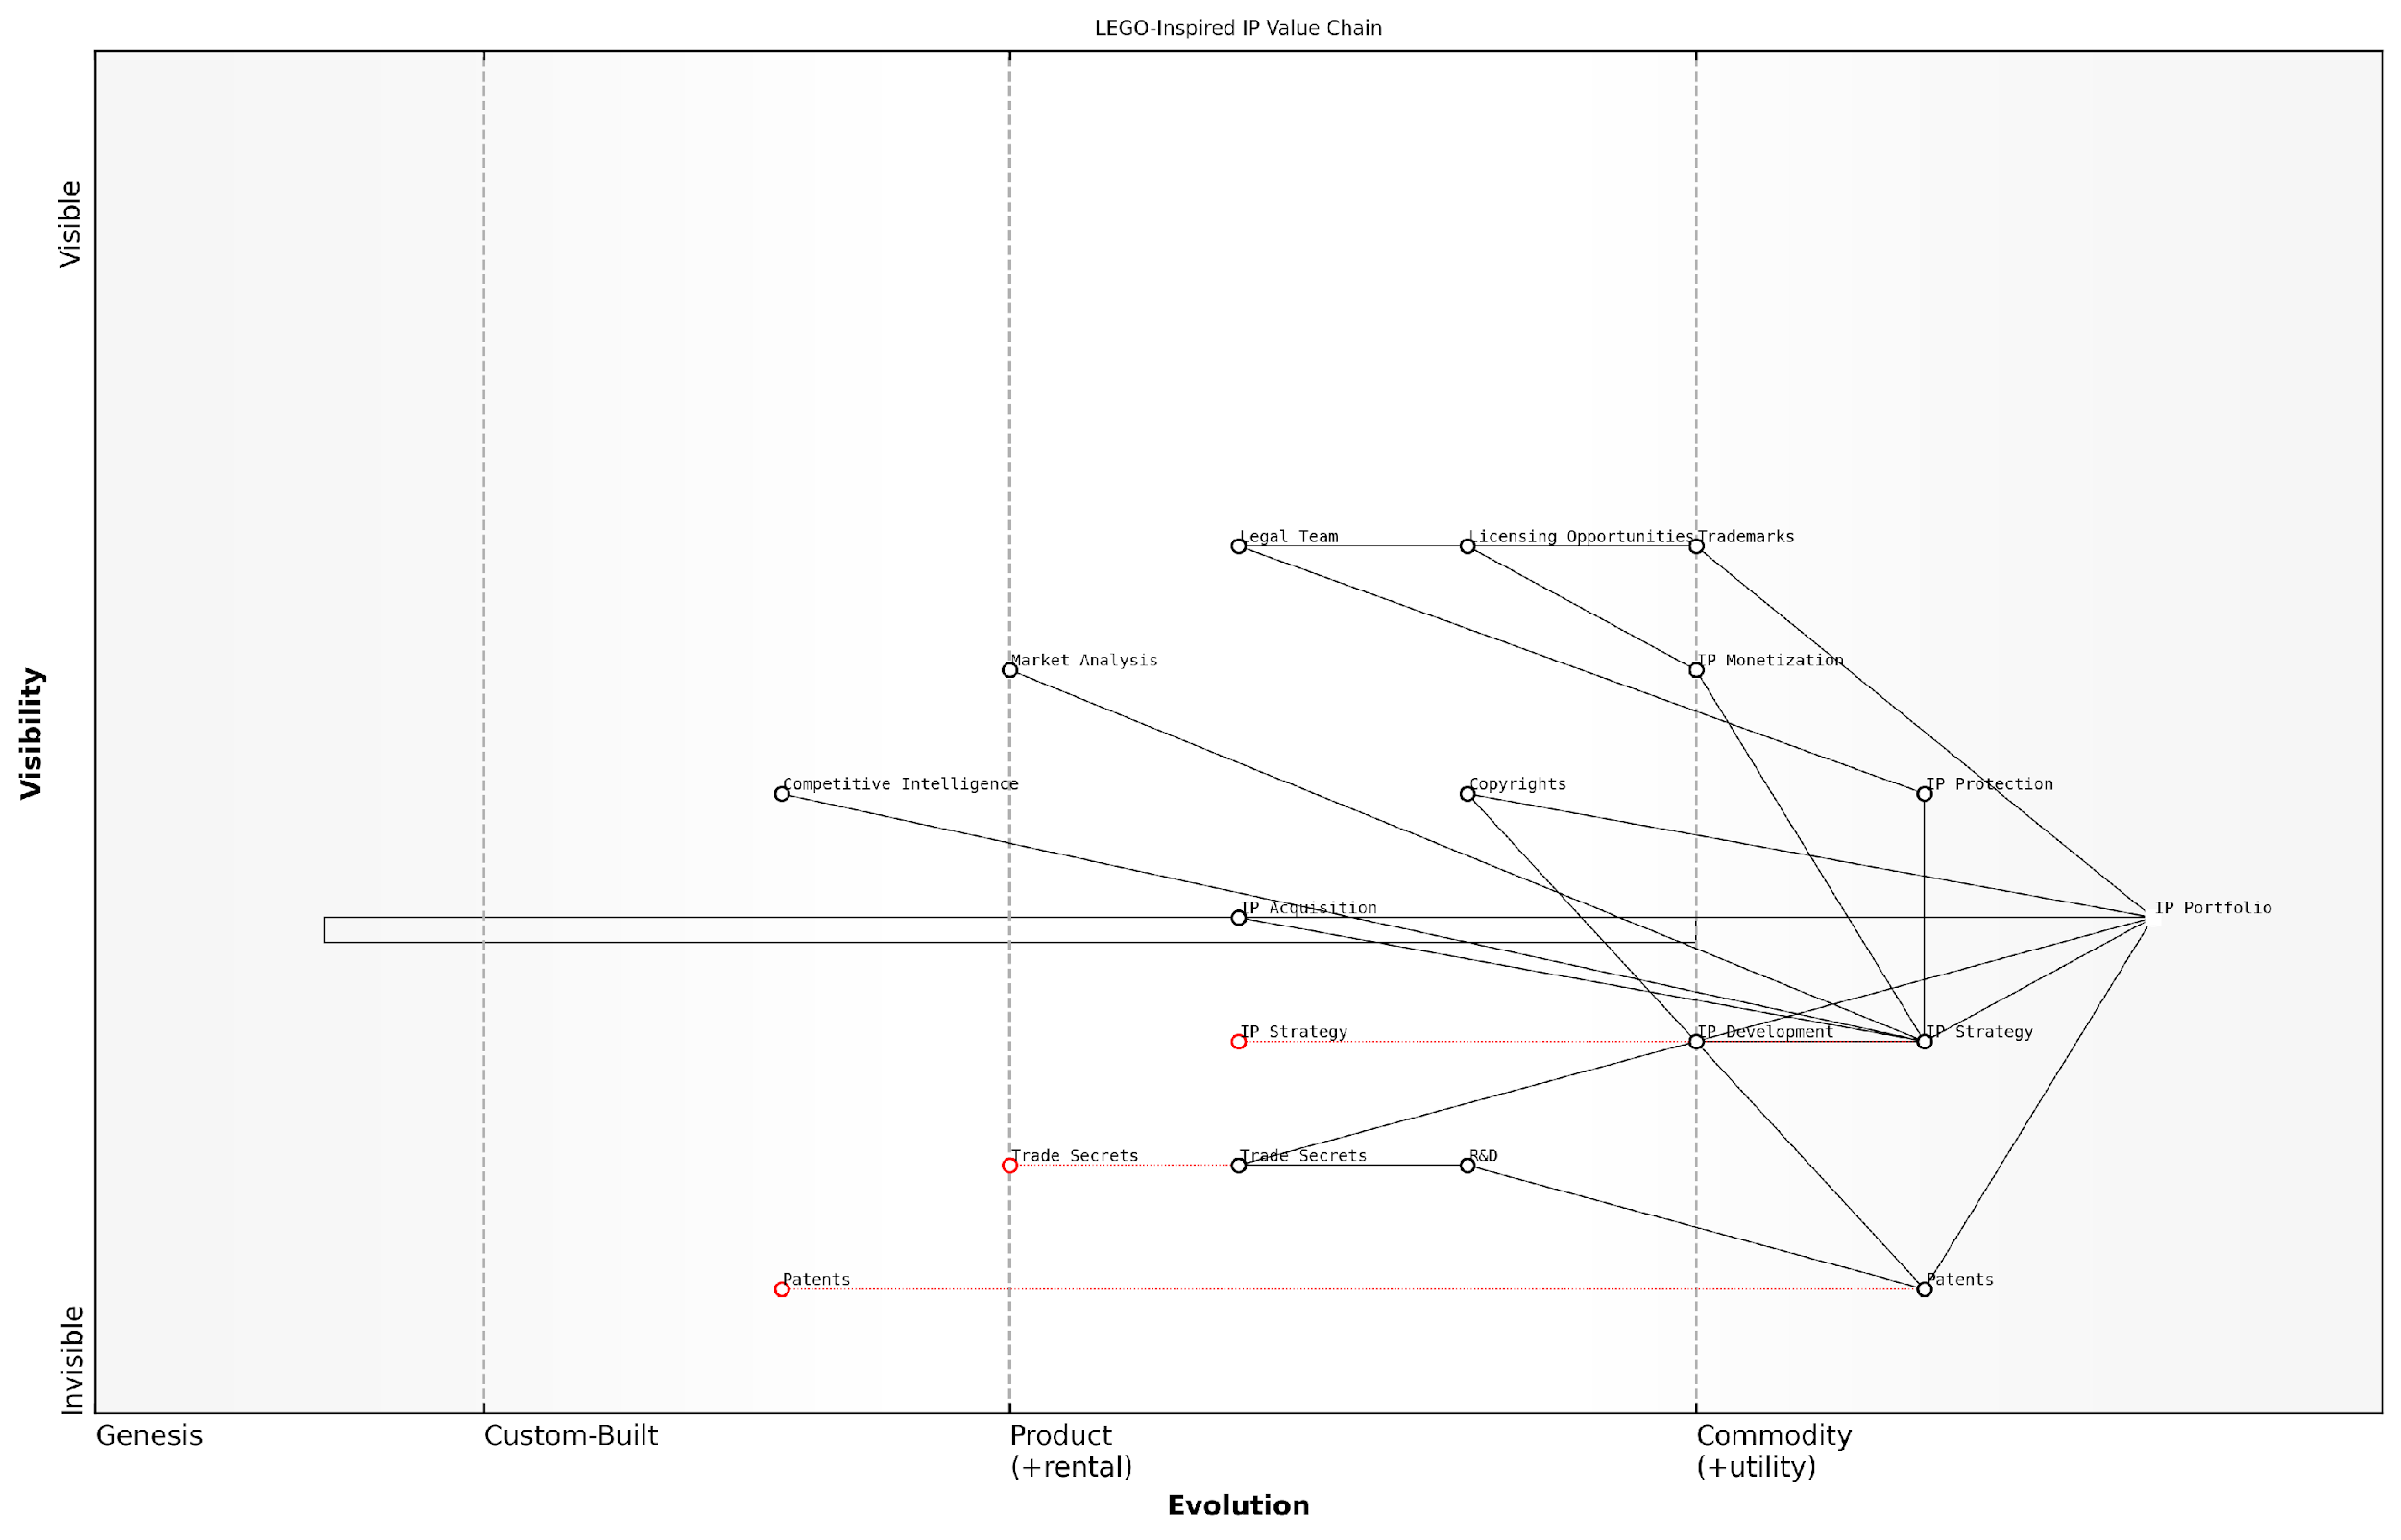 LEGO-Inspired IP Value Chain
Visible
Legal Team
Licensing Opportunities
Trademarks
Market Analysis
IP Monetization
Visibility
Competitive Intelligence
Copyrights
IP Protection
IP Acquisition
IP Portfolio
IP Strategy
IP Development
IP Strategy
Trade Secrets
Trade Secrets
R&D
Patents
Patents
Invisible
Genesis
Custom-Built
Product
(+rental)
Commodity
(+utility)
Evolution